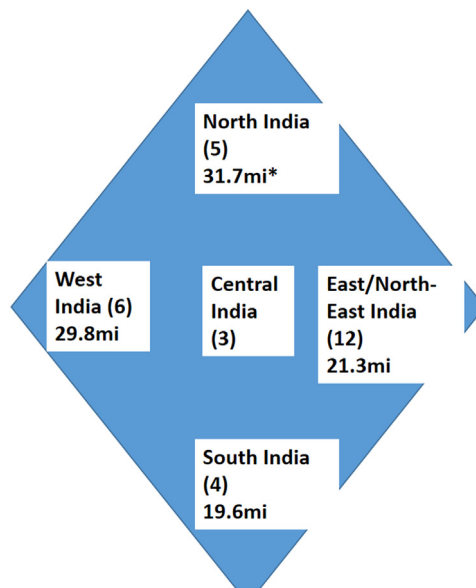 North India
(5)
31.7mi*
West
India (6)
29.8mi
Central
India
(3)
East/North-
East India
(12)
21.3mi
South India
(4)
19.6mi